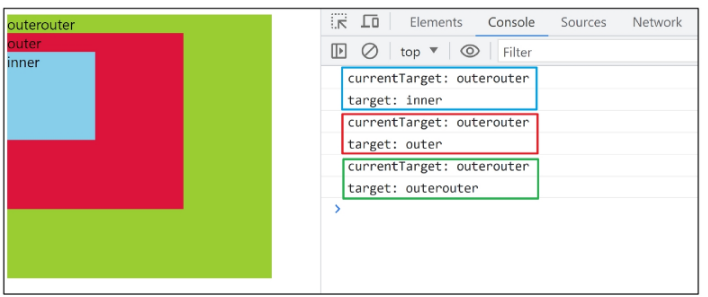 outerouter
outer
inner
Elements Console Sources Network
top ▼ Filter
currentTarget: outerouter
target: inner
currentTarget: outerouter
target: outer
currentTarget: outerouter
target: outerouter
>